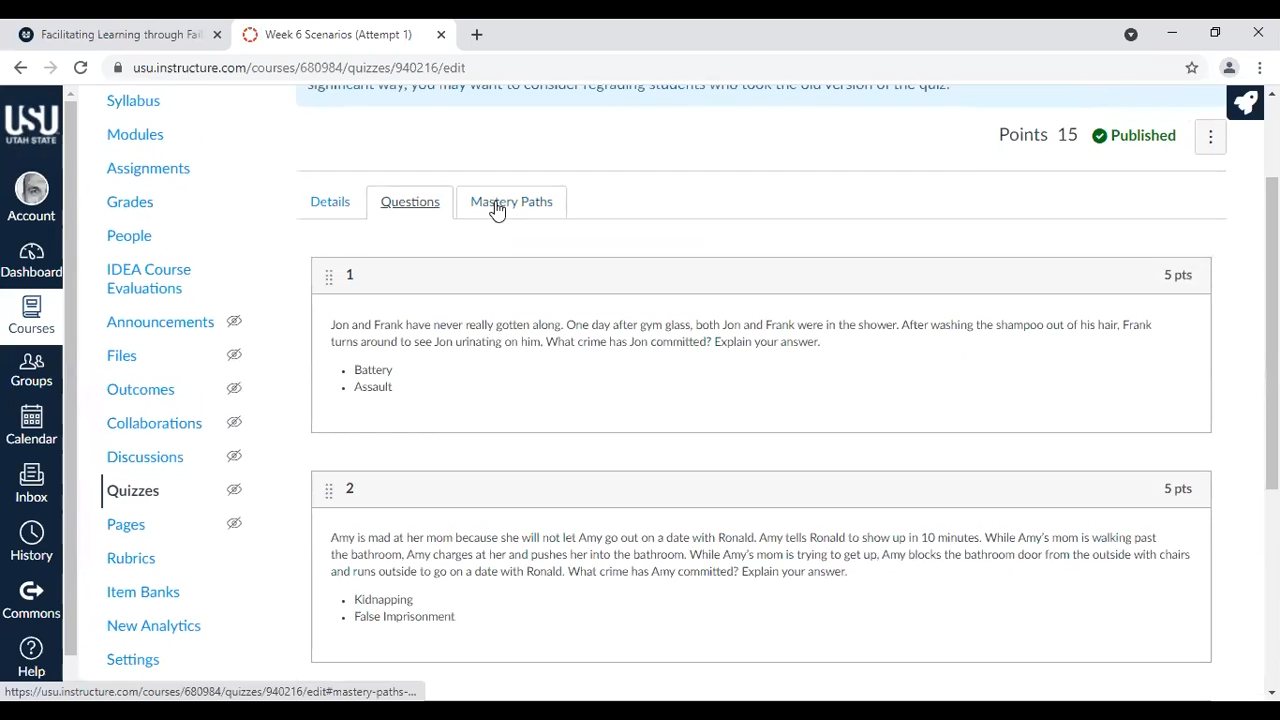 Facilitating Learning through Fai
Week 6 Scenarios (Attempt 1)
usu.instructure.com/courses/680984/quizzes/940216/edit
significant way, you may want to consider regrading students who took the old version of the quiz.
USU
UTAH STATE
Account
Dashboard
Courses
Groups
Calendar
Inbox
History
Commons
Help
Syllabus
Modules
Assignments
Grades
People
IDEA Course
Evaluations
Announcements
Files
Outcomes
Collaborations
Discussions
Quizzes
Pages
Rubrics
Item Banks
New Analytics
Settings
Points 15 Published
Details Questions Mastery Paths
1 5 pts
Jon and Frank have never really gotten along. One day after gym glass, both Jon and Frank were in the shower. After washing the shampoo out of his hair, Frank
turns around to see Jon urinating on him. What crime has Jon committed? Explain your answer.
• Battery
• Assault
2 5 pts
Amy is mad at her mom because she will not let Amy go out on a date with Ronald. Amy tells Ronald to show up in 10 minutes. While Amy's mom is walking past
the bathroom, Amy charges at her and pushes her into the bathroom. While Amy's mom is trying to get up, Amy blocks the bathroom door from the outside with chairs
and runs outside to go on a date with Ronald. What crime has Amy committed? Explain your answer.
• Kidnapping
• False Imprisonment
https://usu.instructure.com/courses/680984/quizzes/940216/edit#mastery-paths-...